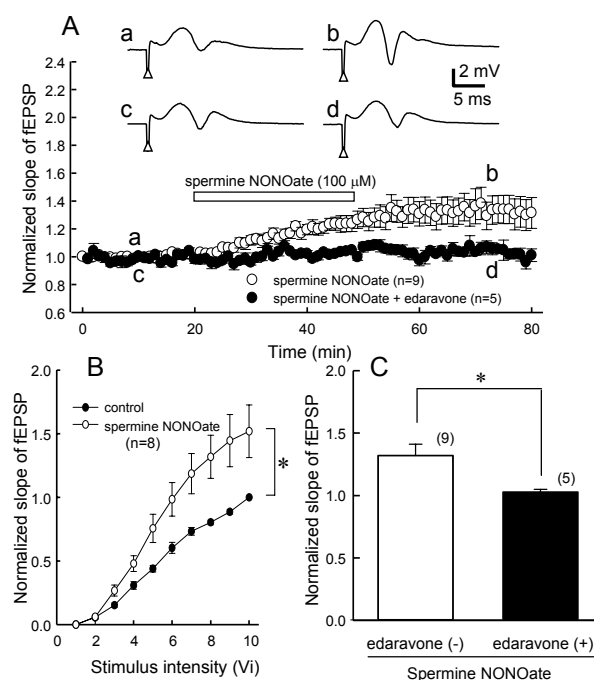 A
a
b
2 mV
5 ms
c
d
Normalized slope of fEPSP
2.4
2.2
2.0
1.8
1.6
1.4
1.2
1.0
0.8
0.6
spermine NONOate (100 μM)
a
b
c
d
spermine NONOate (n=9)
spermine NONOate + edaravone (n=5)
0 20 40 60 80
Time (min)
B
Normalized slope of fEPSP
2.0
1.5
1.0
0.5
0.0
control
spermine NONOate
(n=8)
*
0 2 4 6 8 10
Stimulus intensity (Vi)
C
Normalized slope of fEPSP
2.0
1.5
1.0
0.5
0.0
*
(9)
(5)
edaravone (-) edaravone (+)
Spermine NONOate